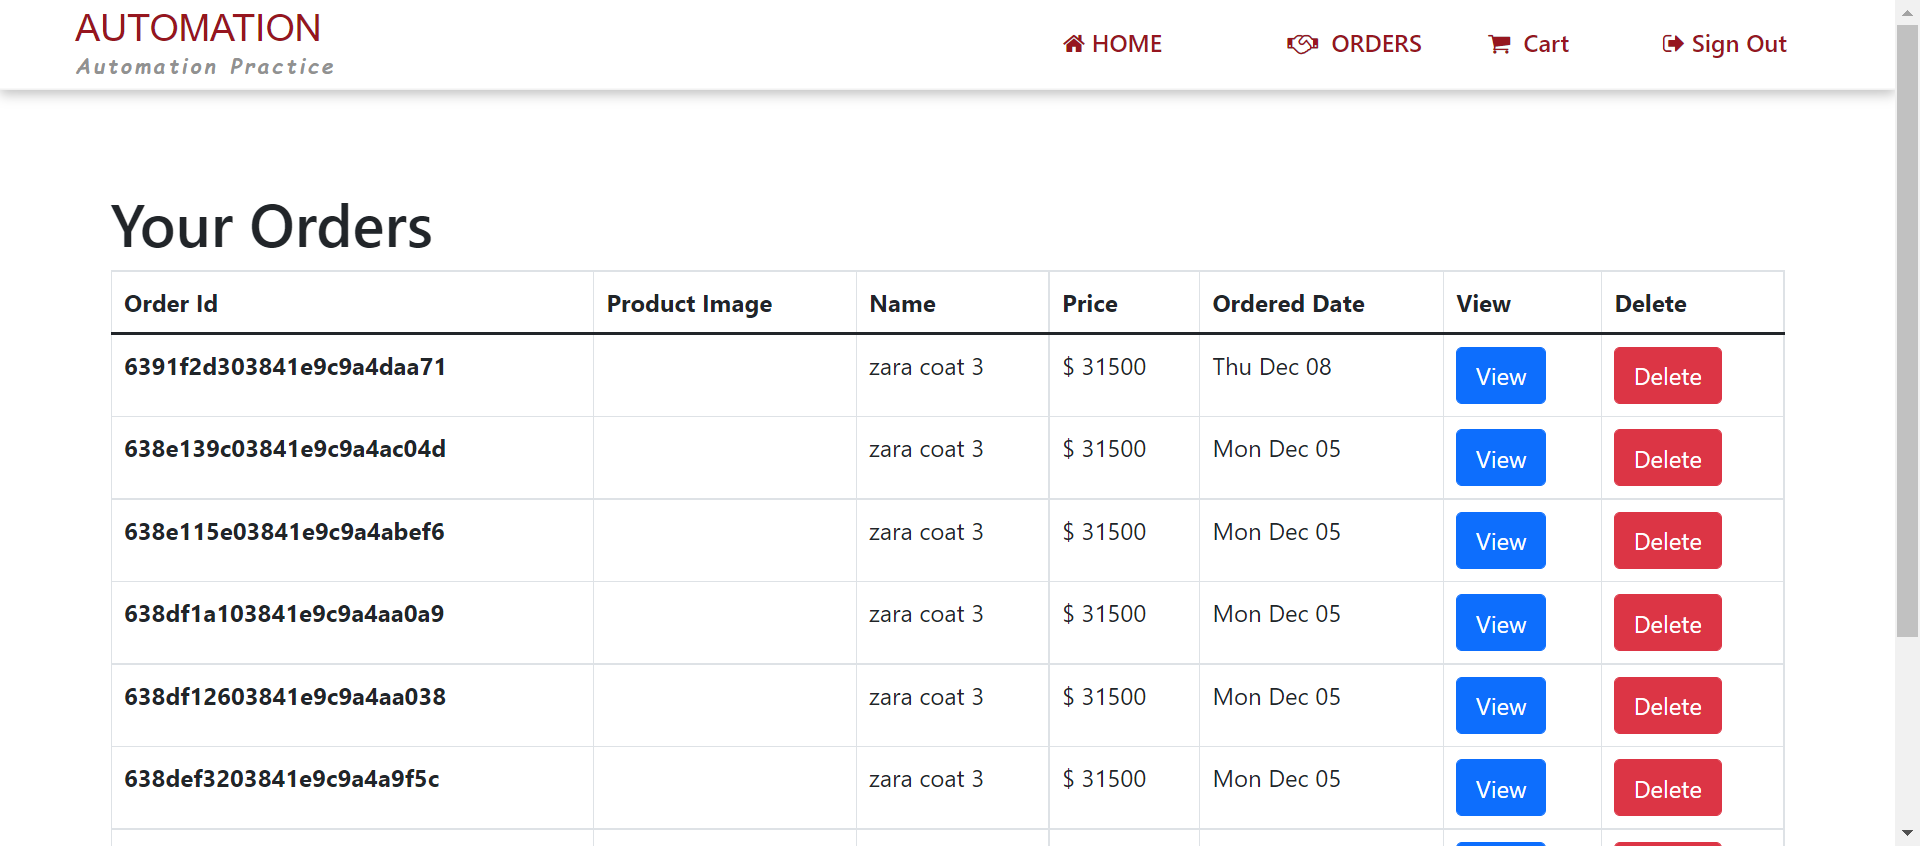 AUTOMATION
Automation Practice
HOME ORDERS Cart Sign Out
Your Orders
Order Id Product Image Name Price Ordered Date View Delete
6391f2d303841e9c9a4daa71 zara coat 3 $ 31500 Thu Dec 08 View Delete
638e139c03841e9c9a4ac04d zara coat 3 $ 31500 Mon Dec 05 View Delete
638e115e03841e9c9a4abef6 zara coat 3 $ 31500 Mon Dec 05 View Delete
638df1a103841e9c9a4aa0a9 zara coat 3 $ 31500 Mon Dec 05 View Delete
638df12603841e9c9a4aa038 zara coat 3 $ 31500 Mon Dec 05 View Delete
638def3203841e9c9a4a9f5c zara coat 3 $ 31500 Mon Dec 05 View Delete